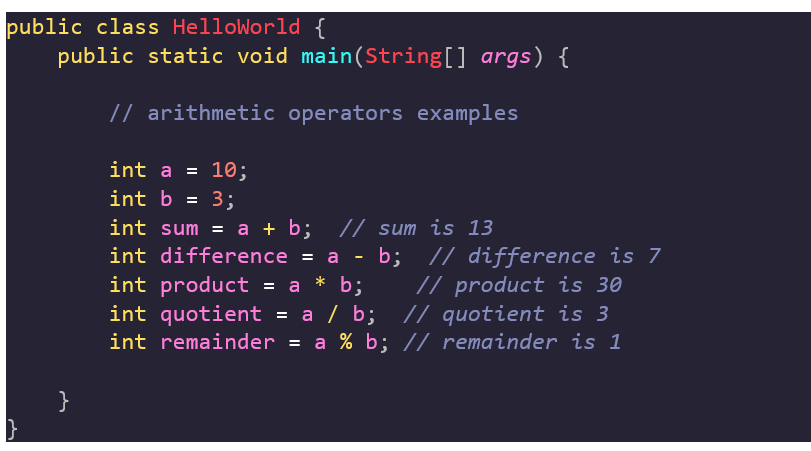 public class HelloWorld {
    public static void main(String[] args) {
        // arithmetic operators examples
        int a = 10;
        int b = 3;
        int sum = a + b;  // sum is 13
        int difference = a - b;  // difference is 7
        int product = a * b;    // product is 30
        int quotient = a / b;  // quotient is 3
        int remainder = a % b; // remainder is 1
    }
}